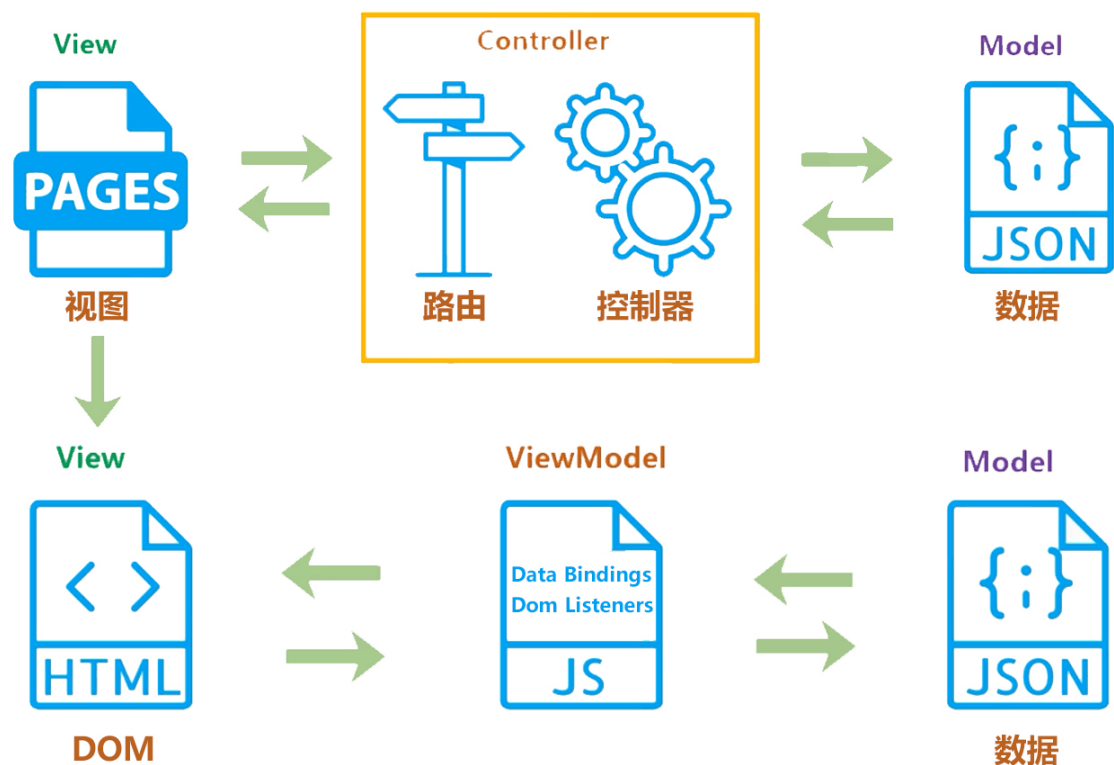 View
Controller
Model
PAGES
{;}
JSON
视图
路由
控制器
数据
View
ViewModel
Model
< >
Data Bindings
Dom Listeners
{;}
HTML
JS
JSON
DOM
数据